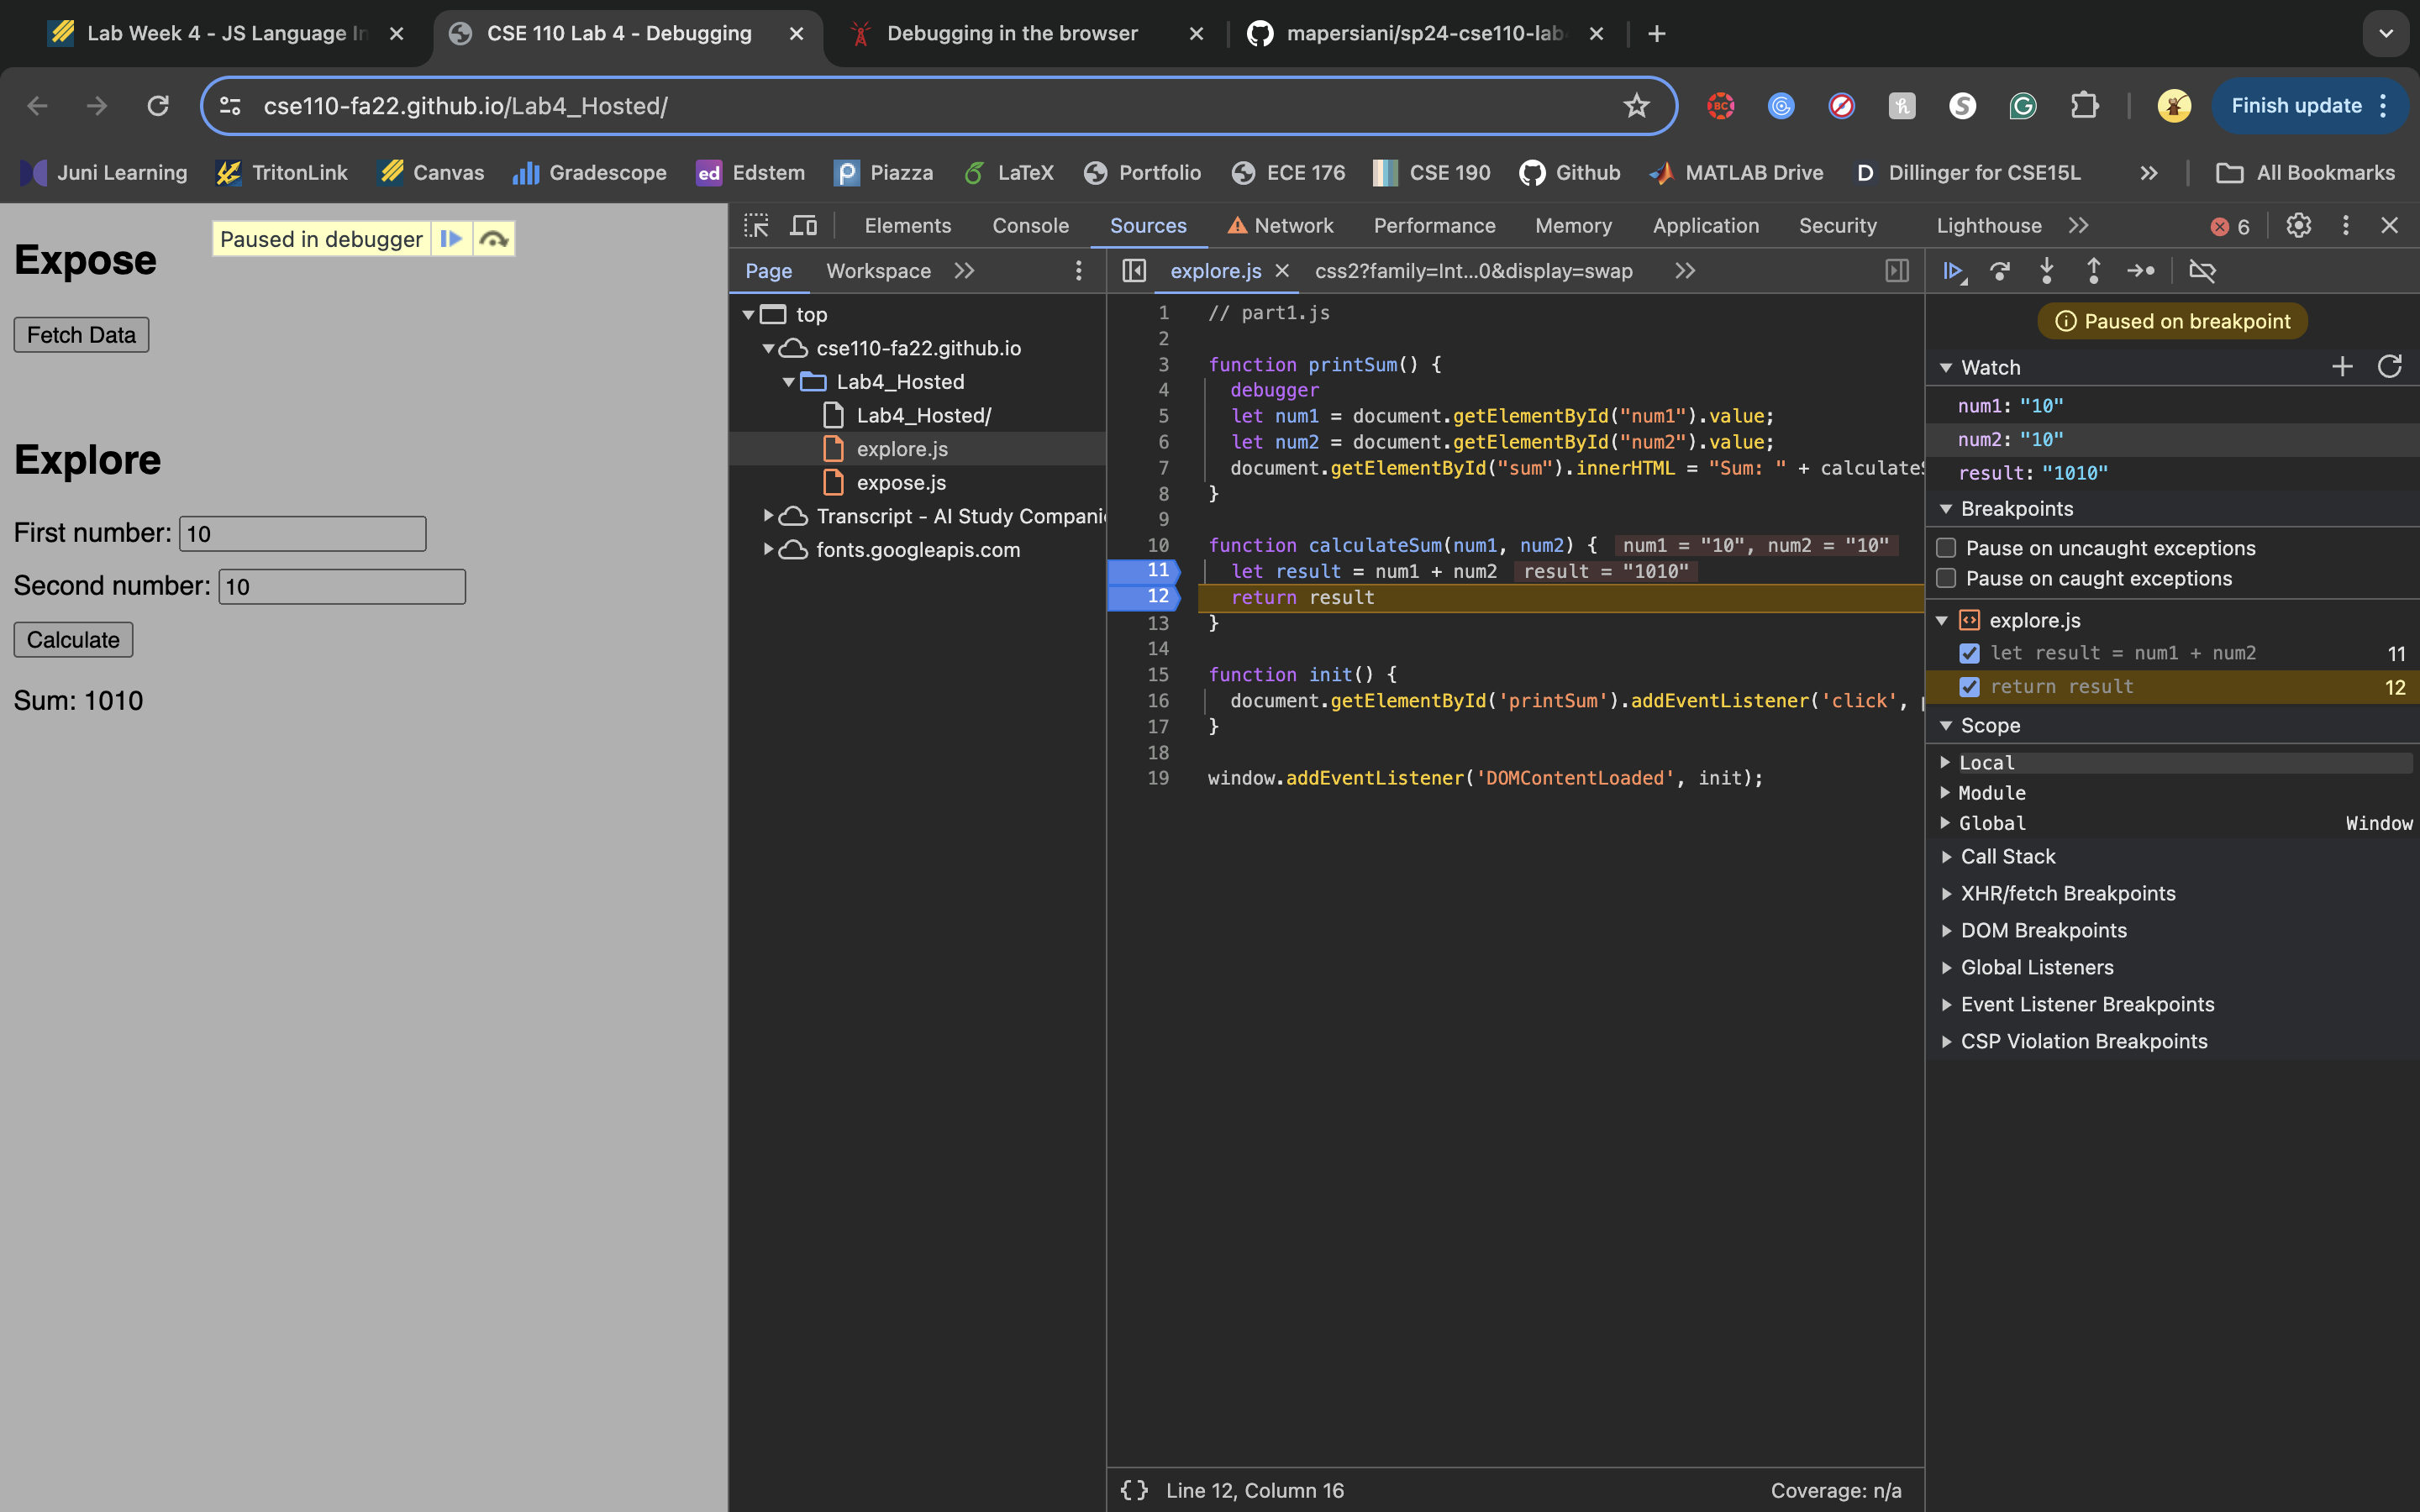 Lab Week 4 - JS Language In
CSE 110 Lab 4 - Debugging
Debugging in the browser
mapersiani/sp24-cse110-lab
cse110-fa22.github.io/Lab4_Hosted/
Finish update
Juni Learning
TritonLink
Canvas
Gradescope
ed Edstem
Piazza
LaTeX
Portfolio
ECE 176
CSE 190
Github
MATLAB Drive
D Dillinger for CSE15L
All Bookmarks
Expose
Paused in debugger
Fetch Data
Explore
First number: 10
Second number: 10
Calculate
Sum: 1010
Elements Console Sources Network Performance Memory Application Security Lighthouse 6
Page Workspace
top
cse110-fa22.github.io
Lab4_Hosted
Lab4_Hosted/
explore.js
expose.js
Transcript - AI Study Compani
fonts.googleapis.com
explore.js css2?family=Int...0&display=swap
1 // part1.js
2
3 function printSum() {
4 debugger
5 let num1 = document.getElementById("num1").value;
6 let num2 = document.getElementById("num2").value;
7 document.getElementById("sum").innerHTML = "Sum: " + calculateS
8 }
9
10 function calculateSum(num1, num2) { num1 = "10", num2 = "10"
11 let result = num1 + num2 result = "1010"
12 return result
13 }
14
15 function init() {
16 document.getElementById('printSum').addEventListener('click', p
17 }
18
19 window.addEventListener('DOMContentLoaded', init);
{ } Line 12, Column 16
Coverage: n/a
Paused on breakpoint
Watch
num1: "10"
num2: "10"
result: "1010"
Breakpoints
Pause on uncaught exceptions
Pause on caught exceptions
explore.js
let result = num1 + num2 11
return result 12
Scope
Local
Module
Global Window
Call Stack
XHR/fetch Breakpoints
DOM Breakpoints
Global Listeners
Event Listener Breakpoints
CSP Violation Breakpoints